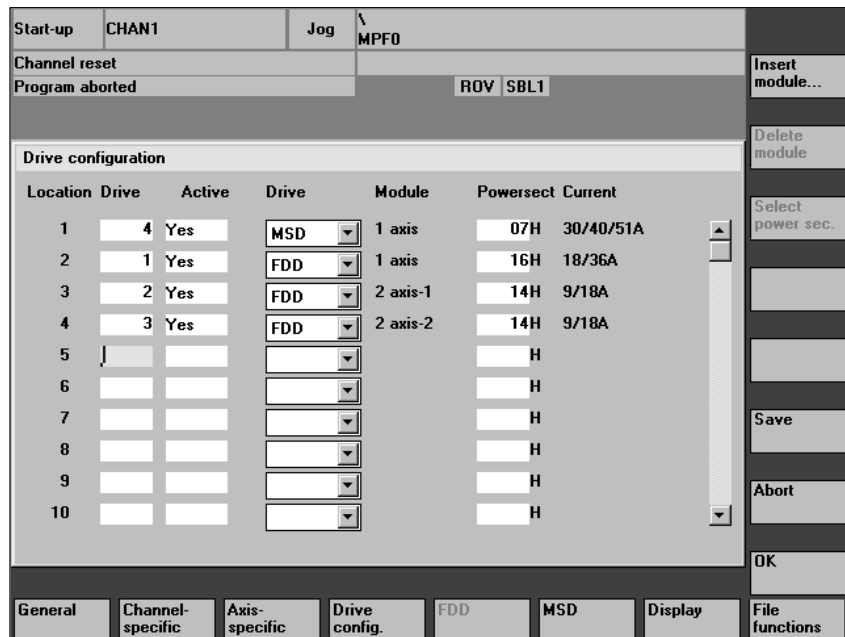 Start-up CHAN1 Jog \
MPF0
Channel reset
Program aborted ROV SBL1
Insert
module...
Delete
module
Select
power sec.
Save
Abort
OK
Drive configuration
Location Drive Active Drive Module Powersect Current
1 4 Yes MSD 1 axis 07H 30/40/51A
2 1 Yes FDD 1 axis 16H 18/36A
3 2 Yes FDD 2 axis-1 14H 9/18A
4 3 Yes FDD 2 axis-2 14H 9/18A
5 H
6 H
7 H
8 H
9 H
10 H
General Channel-
specific Axis-
specific Drive
config. FDD MSD Display File
functions